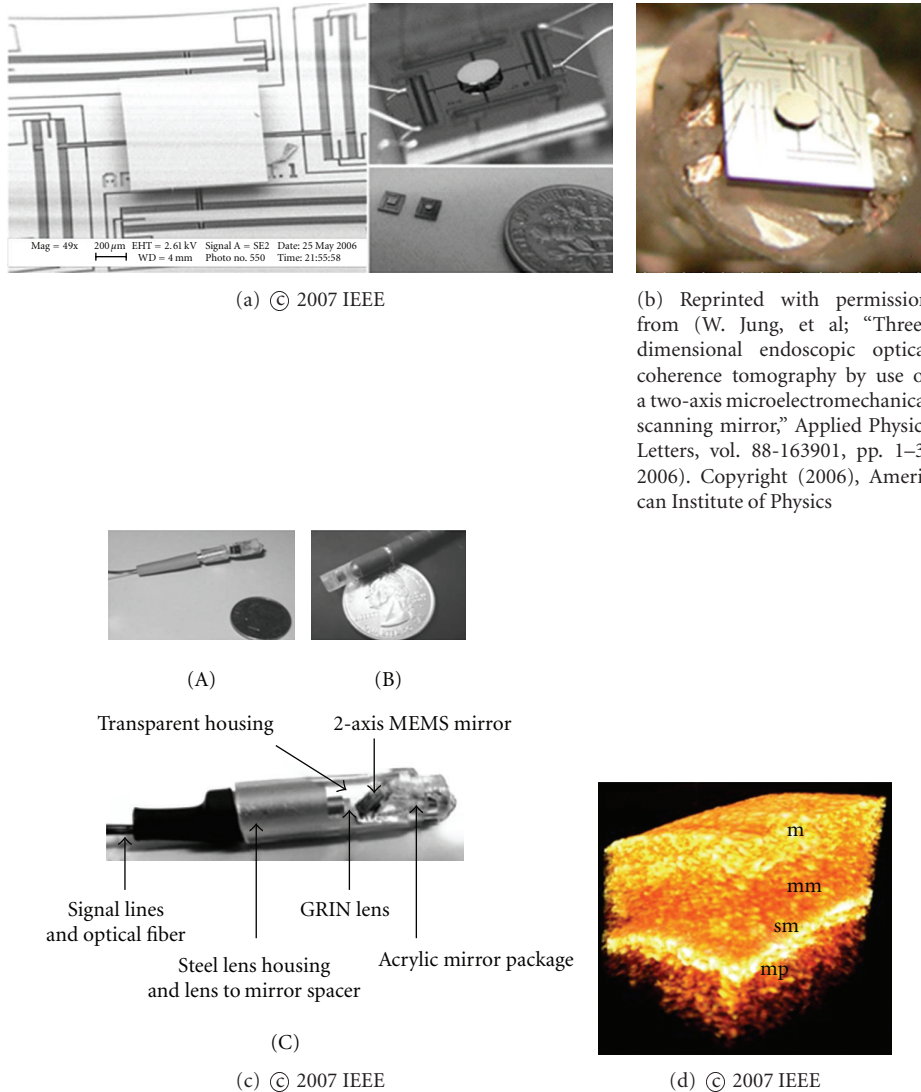 Mag = 49x 200 μm EHT = 2.61 kV Signal A = SE2 Date: 25 May 2006
WD = 4 mm Photo no. 550 Time: 21:55:58
(a) © 2007 IEEE
(b) Reprinted with permission
from (W. Jung, et al; “Three
dimensional endoscopic optica
coherence tomography by use o
a two-axis microelectromechanica
scanning mirror,” Applied Physic
Letters, vol. 88-163901, pp. 1–3
2006). Copyright (2006), Ameri
can Institute of Physics
(A)
(B)
Transparent housing
2-axis MEMS mirror
Signal lines
and optical fiber
GRIN lens
Steel lens housing
and lens to mirror spacer
Acrylic mirror package
(C)
(c) © 2007 IEEE
m
mm
sm
mp
(d) © 2007 IEEE